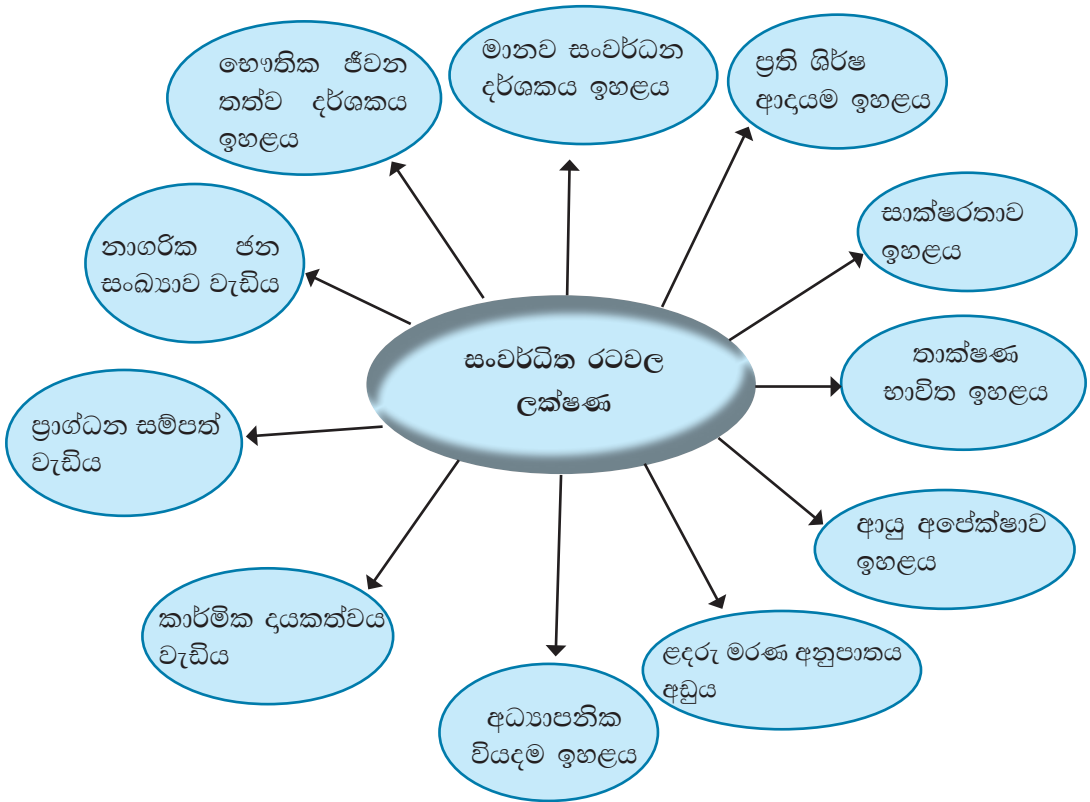 භෞතික ජීවන
තත්ව දර්ශකය
ඉහළය
මානව සංවර්ධන
දර්ශකය ඉහළය
ප්‍රති ශිර්ෂ
ආදායම ඉහළය
නාගරික ජන
සංඛ්‍යාව වැඩිය
සාක්ෂරතාව
ඉහළය
සංවර්ධිත රටවල
ලක්ෂණ
තාක්ෂණ
භාවිත ඉහළය
ප්‍රාග්ධන සම්පත්
වැඩිය
ආයු අපේක්ෂාව
ඉහළය
කාර්මික දායකත්වය
වැඩිය
ළදරු මරණ අනුපාතය
අඩුය
අධ්‍යාපනික
වියදම ඉහළය